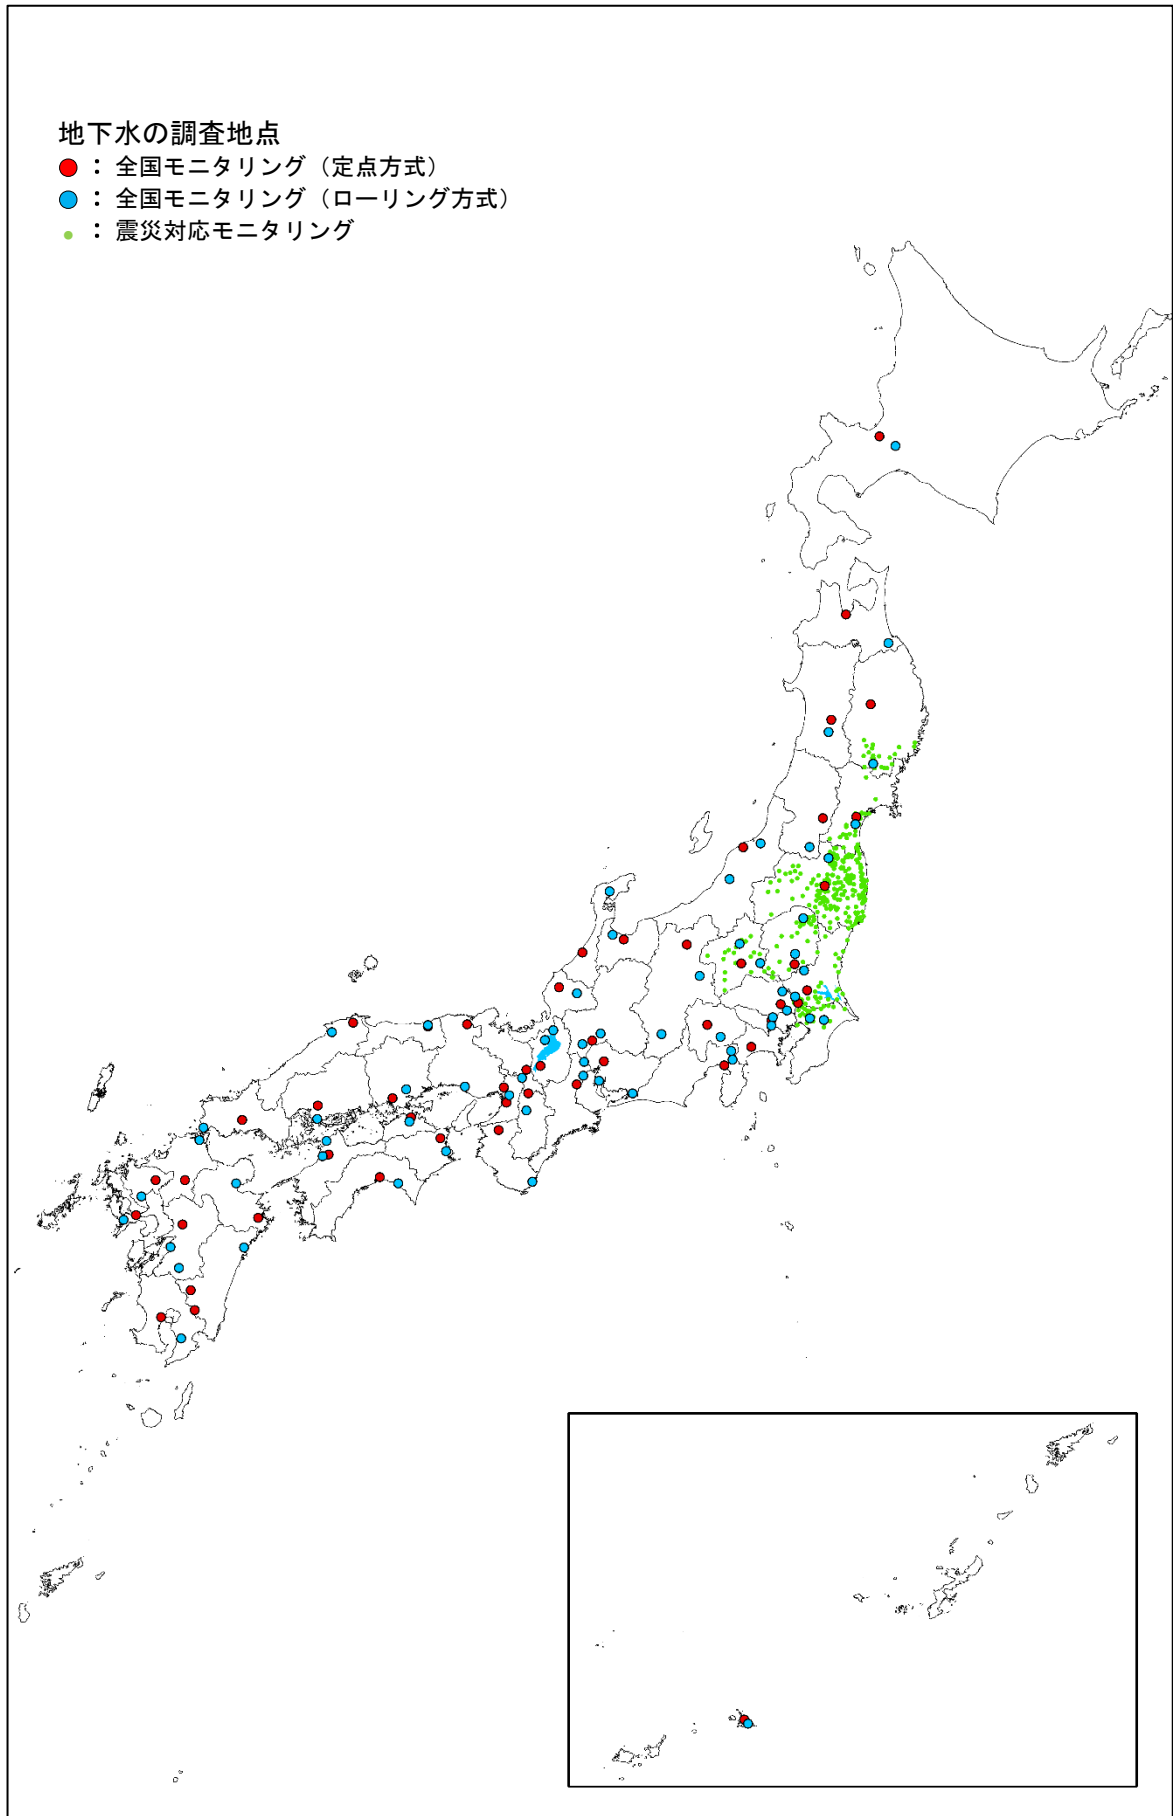 地下水の調査地点
：全国モニタリング（定点方式）
：全国モニタリング（ローリング方式）
：震災対応モニタリング